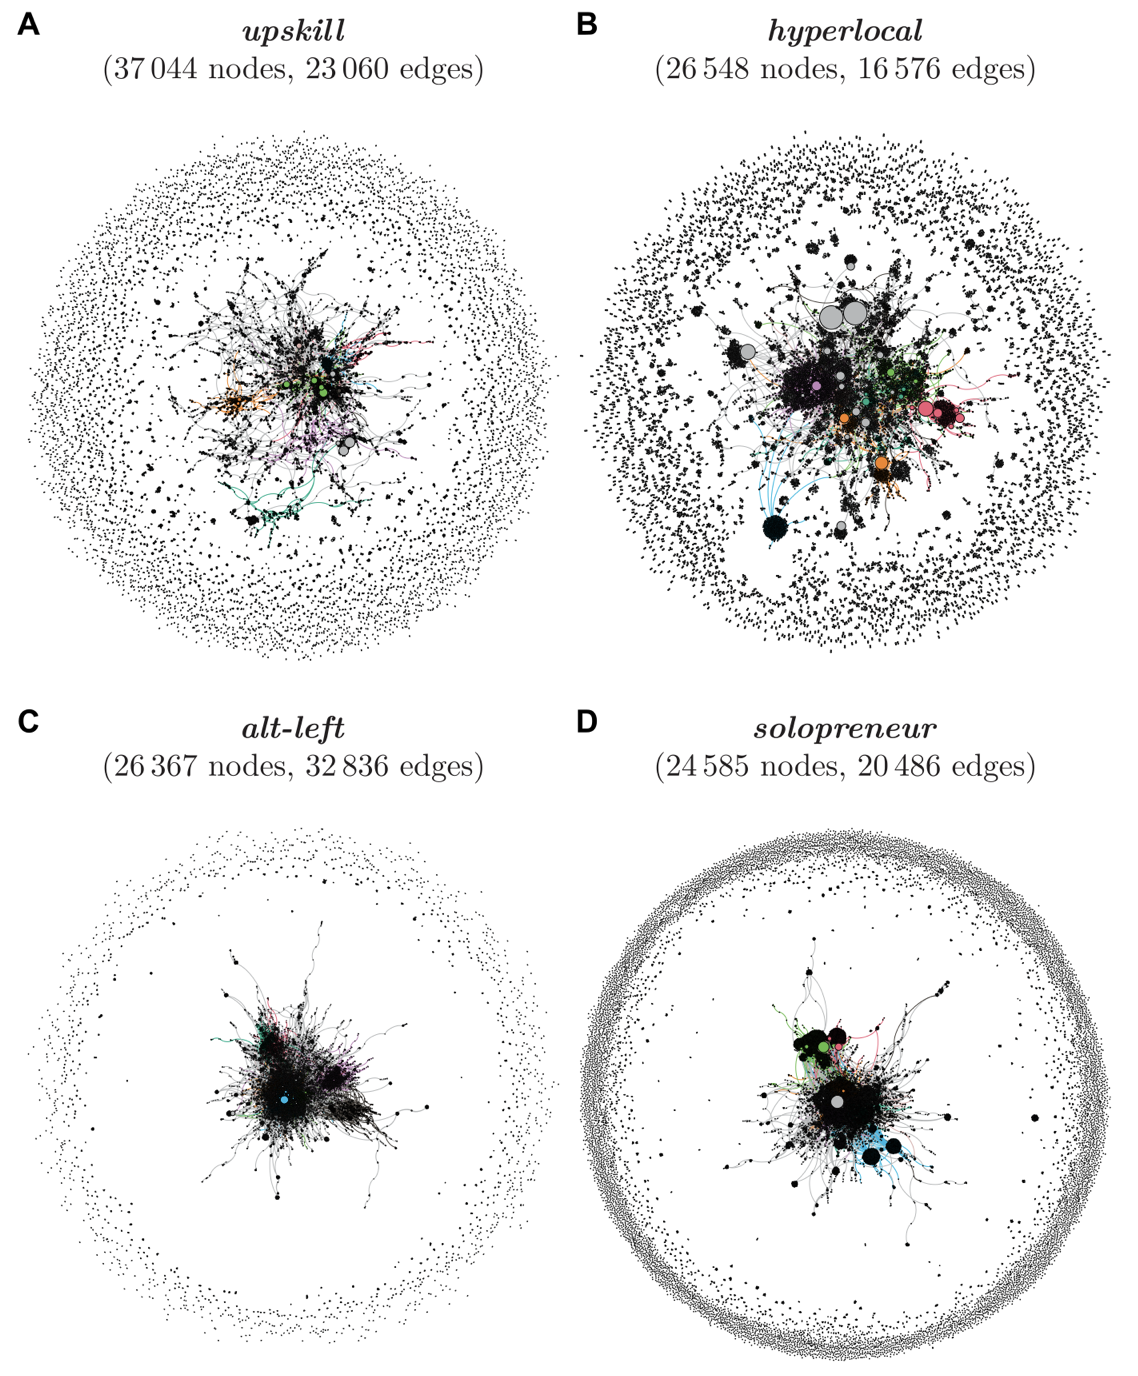 A
upskill
(37 044 nodes, 23 060 edges)
B
hyperlocal
(26 548 nodes, 16 576 edges)
C
alt-left
(26 367 nodes, 32 836 edges)
D
solopreneur
(24 585 nodes, 20 486 edges)